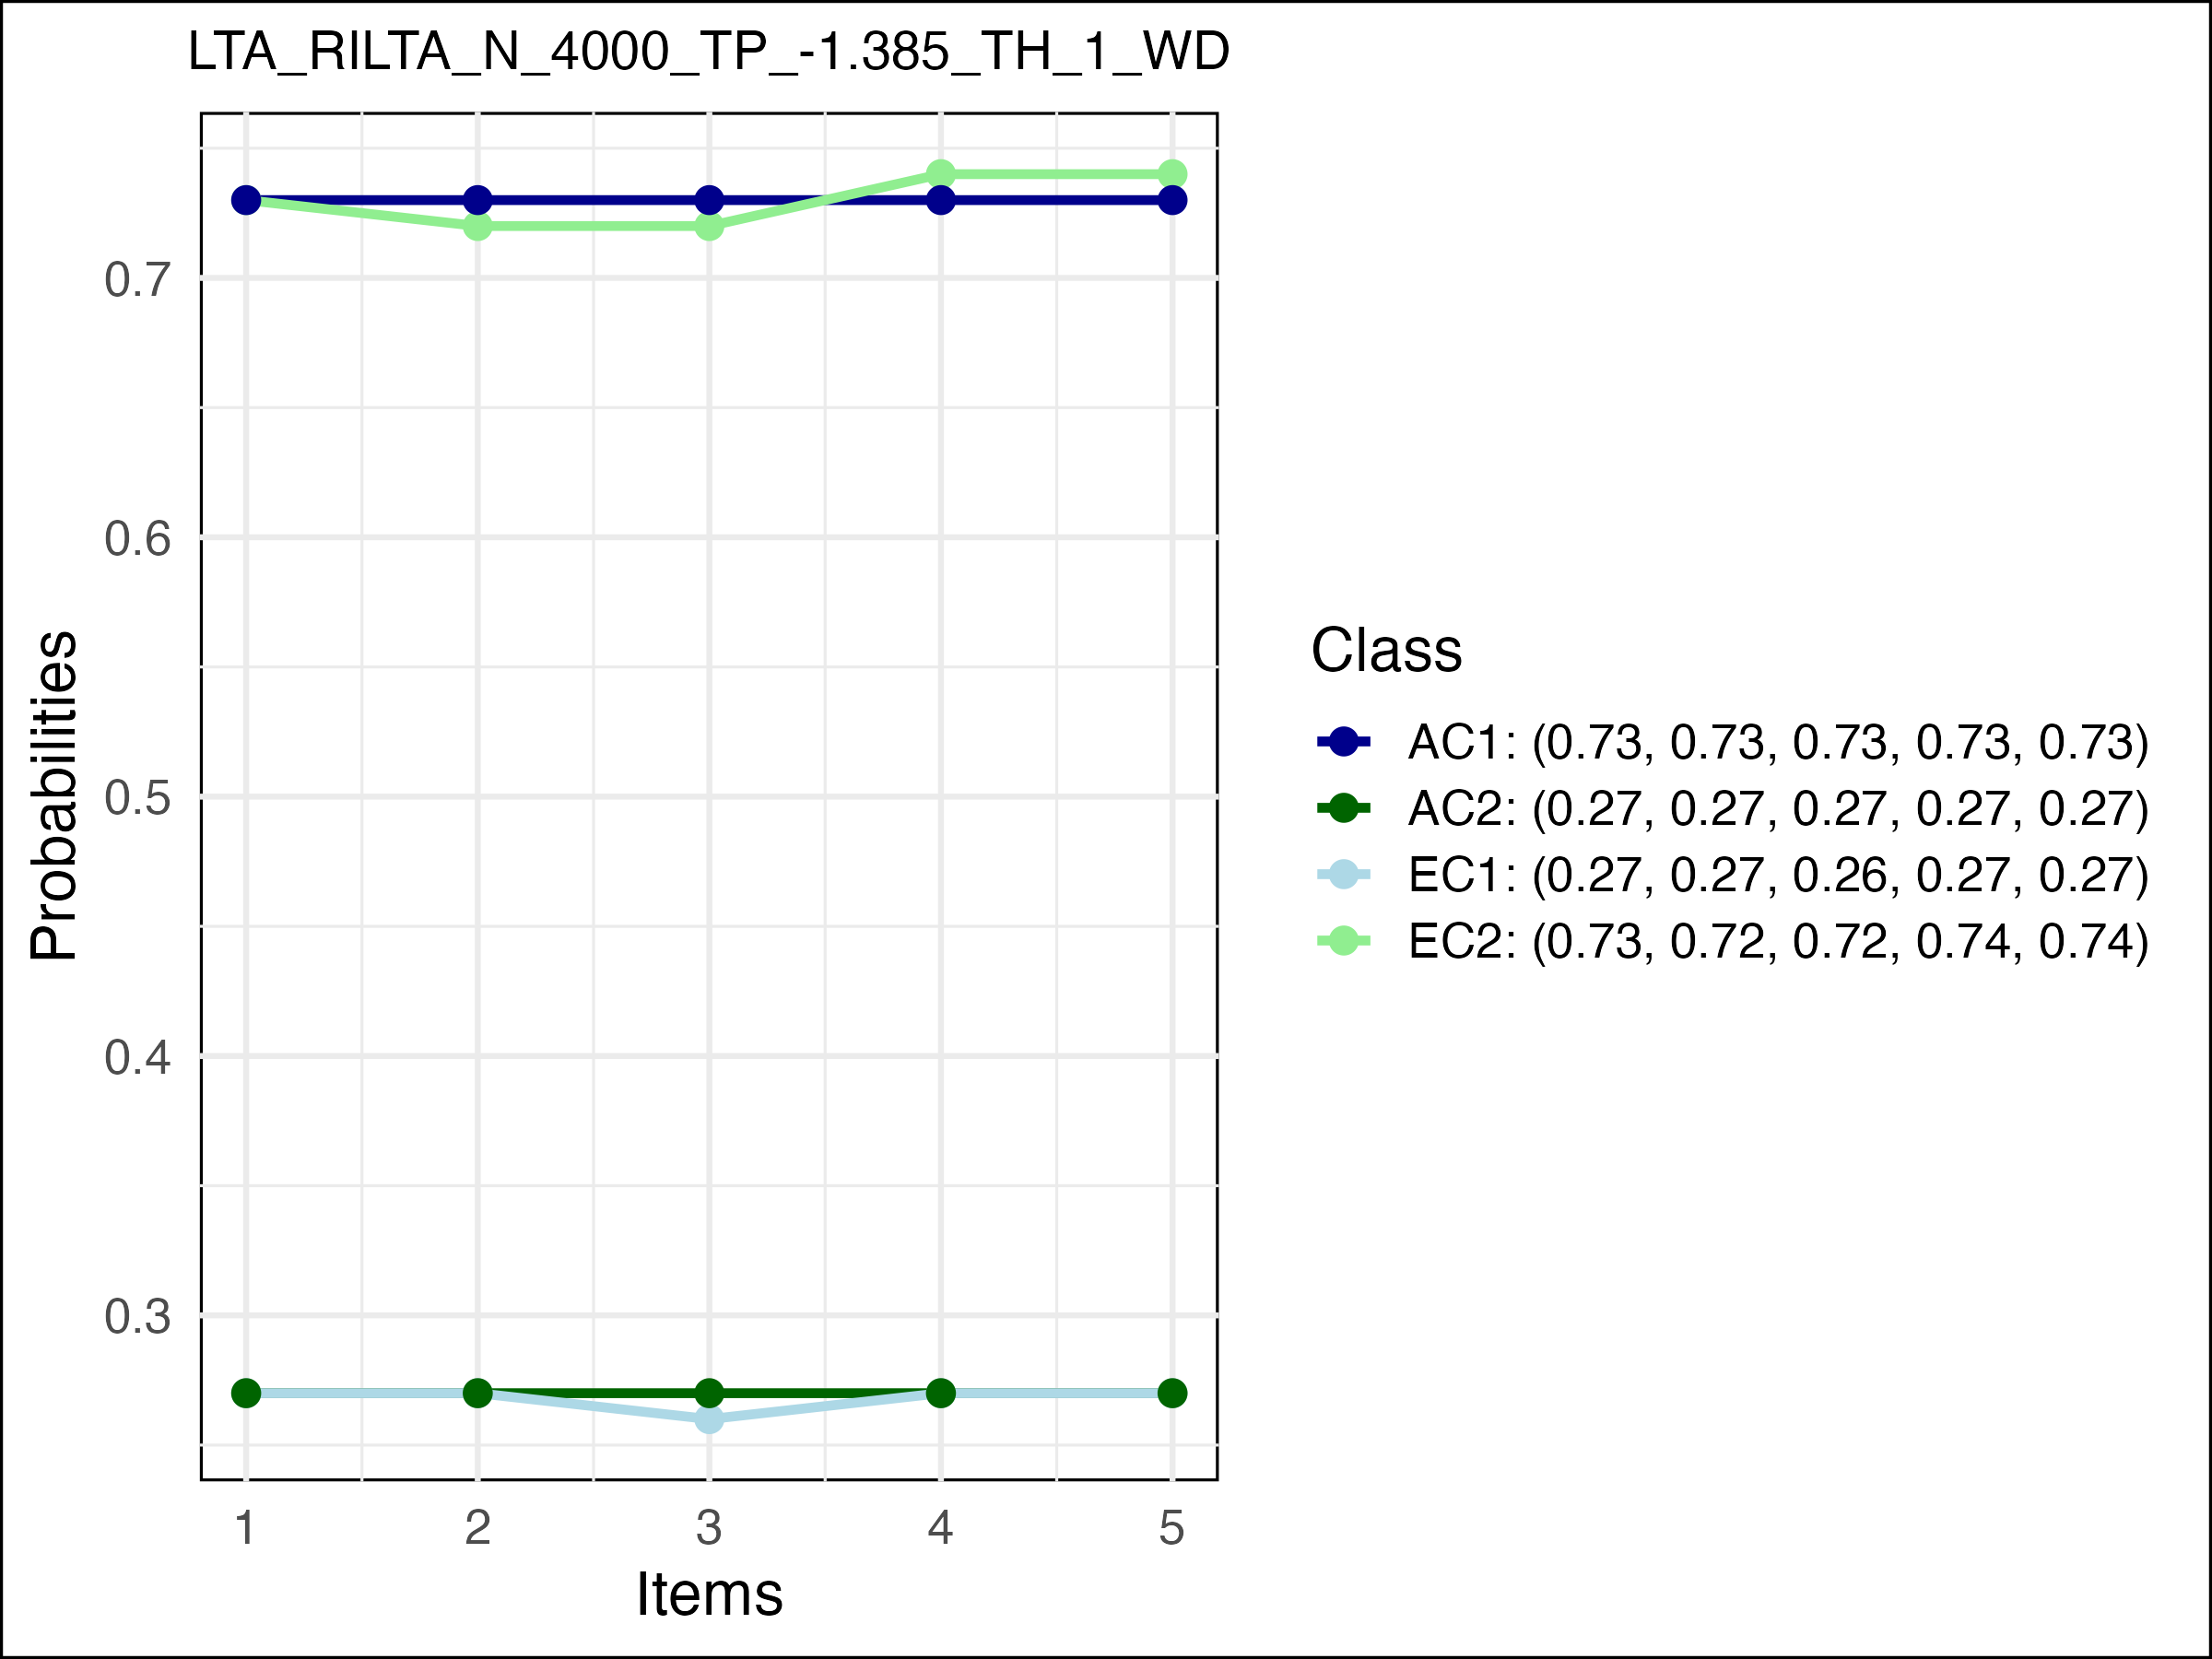 LTA_RILTA_N_4000_TP_-1.385_TH_1_WD
0.7
0.6
0.5
0.4
0.3
Probabilities
1 2 3 4 5
Items
Class
AC1: (0.73, 0.73, 0.73, 0.73, 0.73)
AC2: (0.27, 0.27, 0.27, 0.27, 0.27)
EC1: (0.27, 0.27, 0.26, 0.27, 0.27)
EC2: (0.73, 0.72, 0.72, 0.74, 0.74)